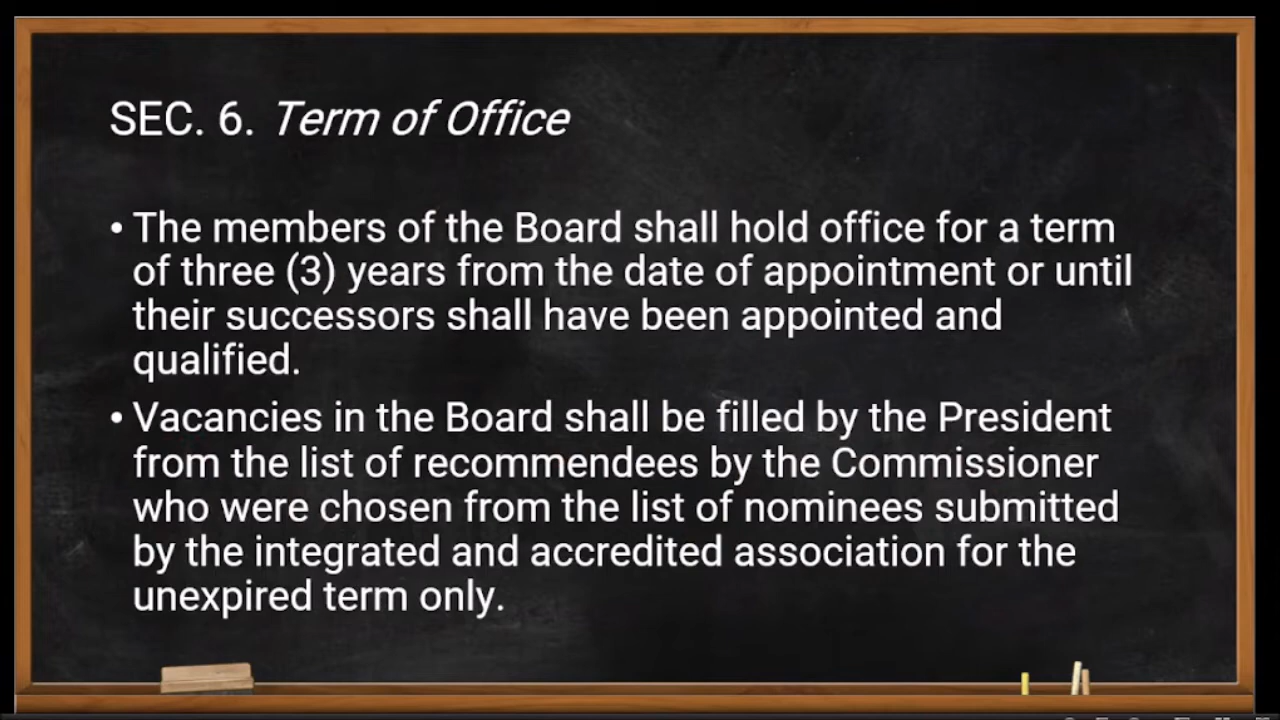 SEC. 6. Term of Office
• The members of the Board shall hold office for a term
of three (3) years from the date of appointment or until
their successors shall have been appointed and
qualified.
• Vacancies in the Board shall be filled by the President
from the list of recommendees by the Commissioner
who were chosen from the list of nominees submitted
by the integrated and accredited association for the
unexpired term only.